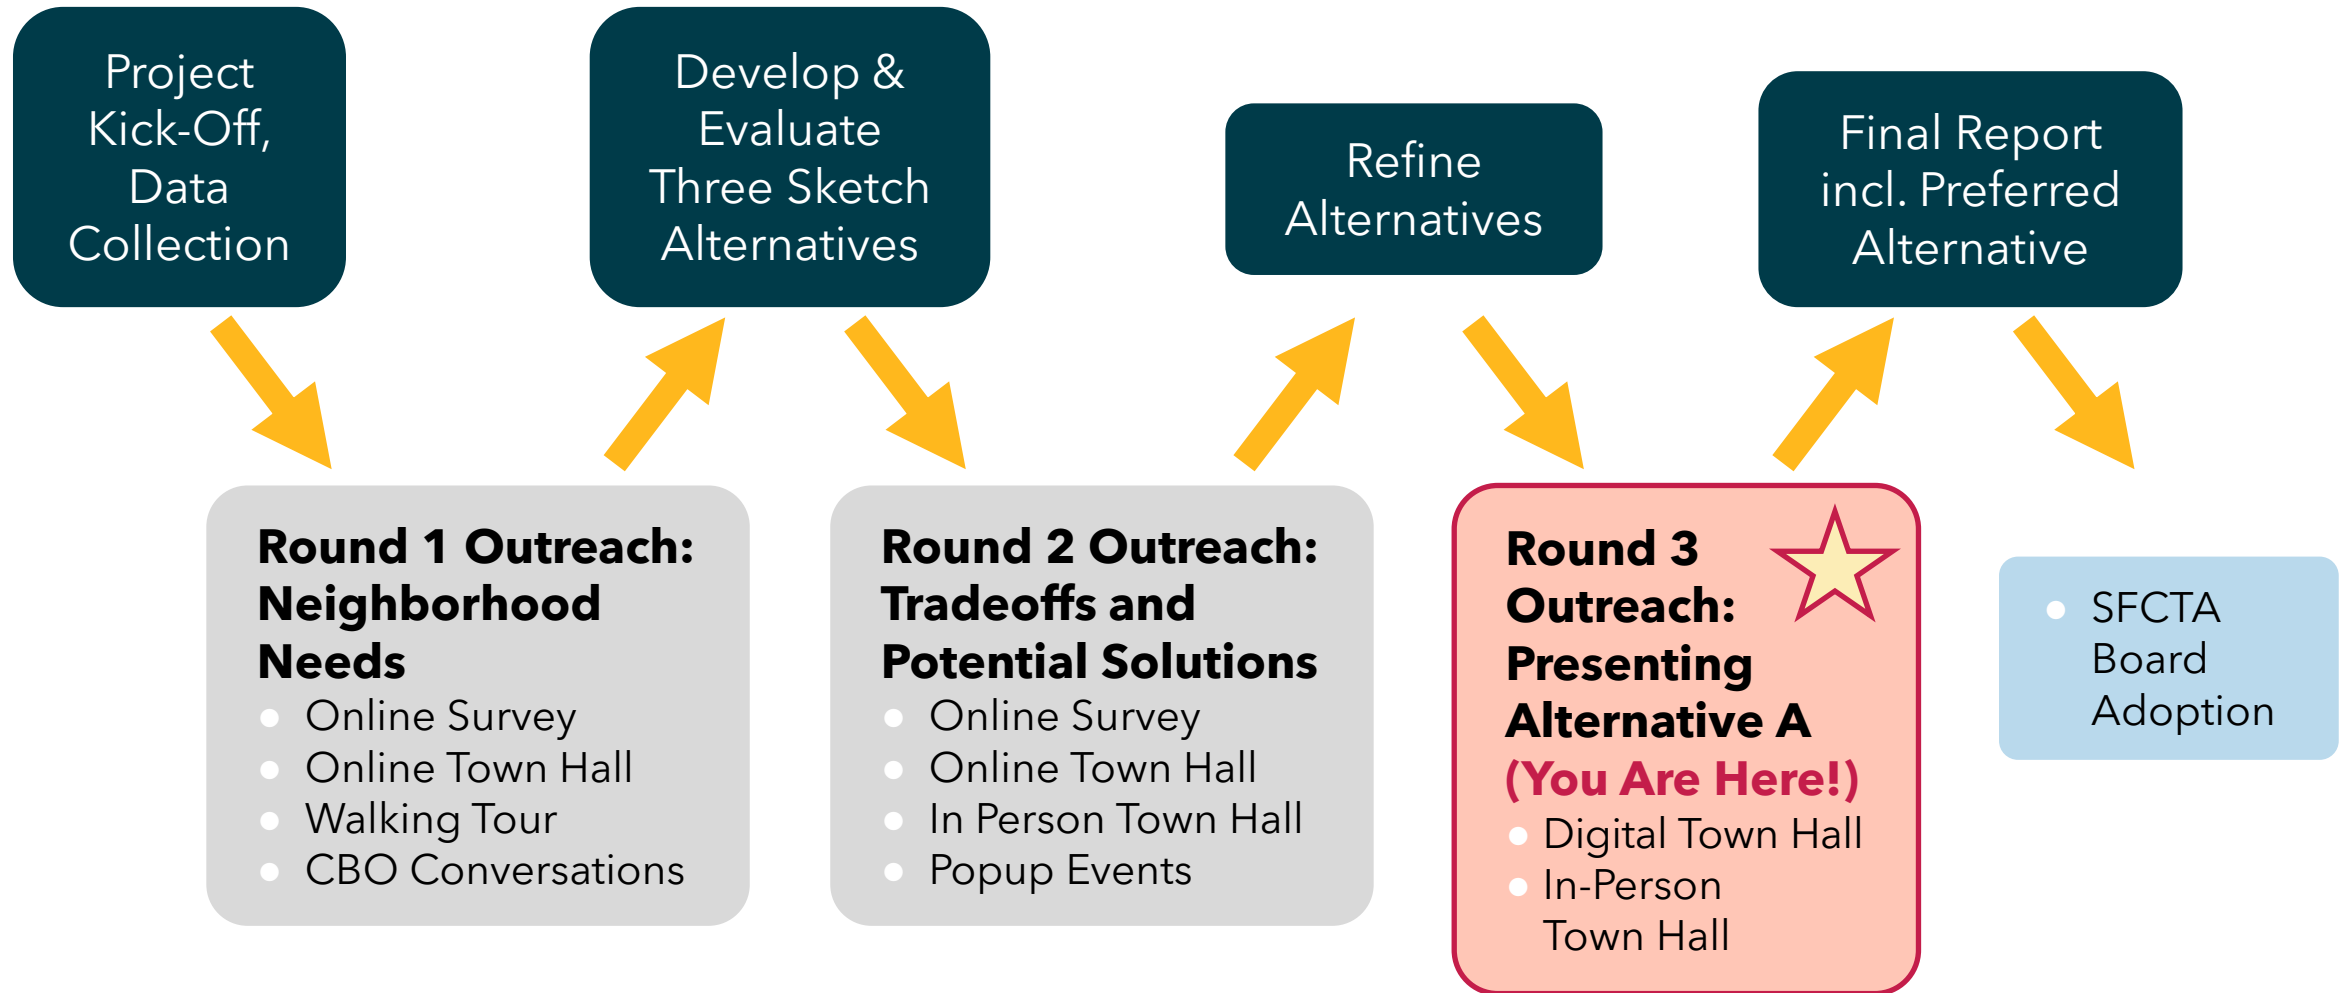 Project
Kick-Off,
Data
Collection
Develop &
Evaluate
Three Sketch
Alternatives
Refine
Alternatives
Final Report
incl. Preferred
Alternative
Round 1 Outreach:
Neighborhood
Needs
Online Survey
Online Town Hall
Walking Tour
CBO Conversations
Round 2 Outreach:
Tradeoffs and
Potential Solutions
Online Survey
Online Town Hall
In Person Town Hall
Popup Events
Round 3
Outreach:
Presenting
Alternative A
(You Are Here!)
Digital Town Hall
In-Person
Town Hall
SFCTA
Board
Adoption